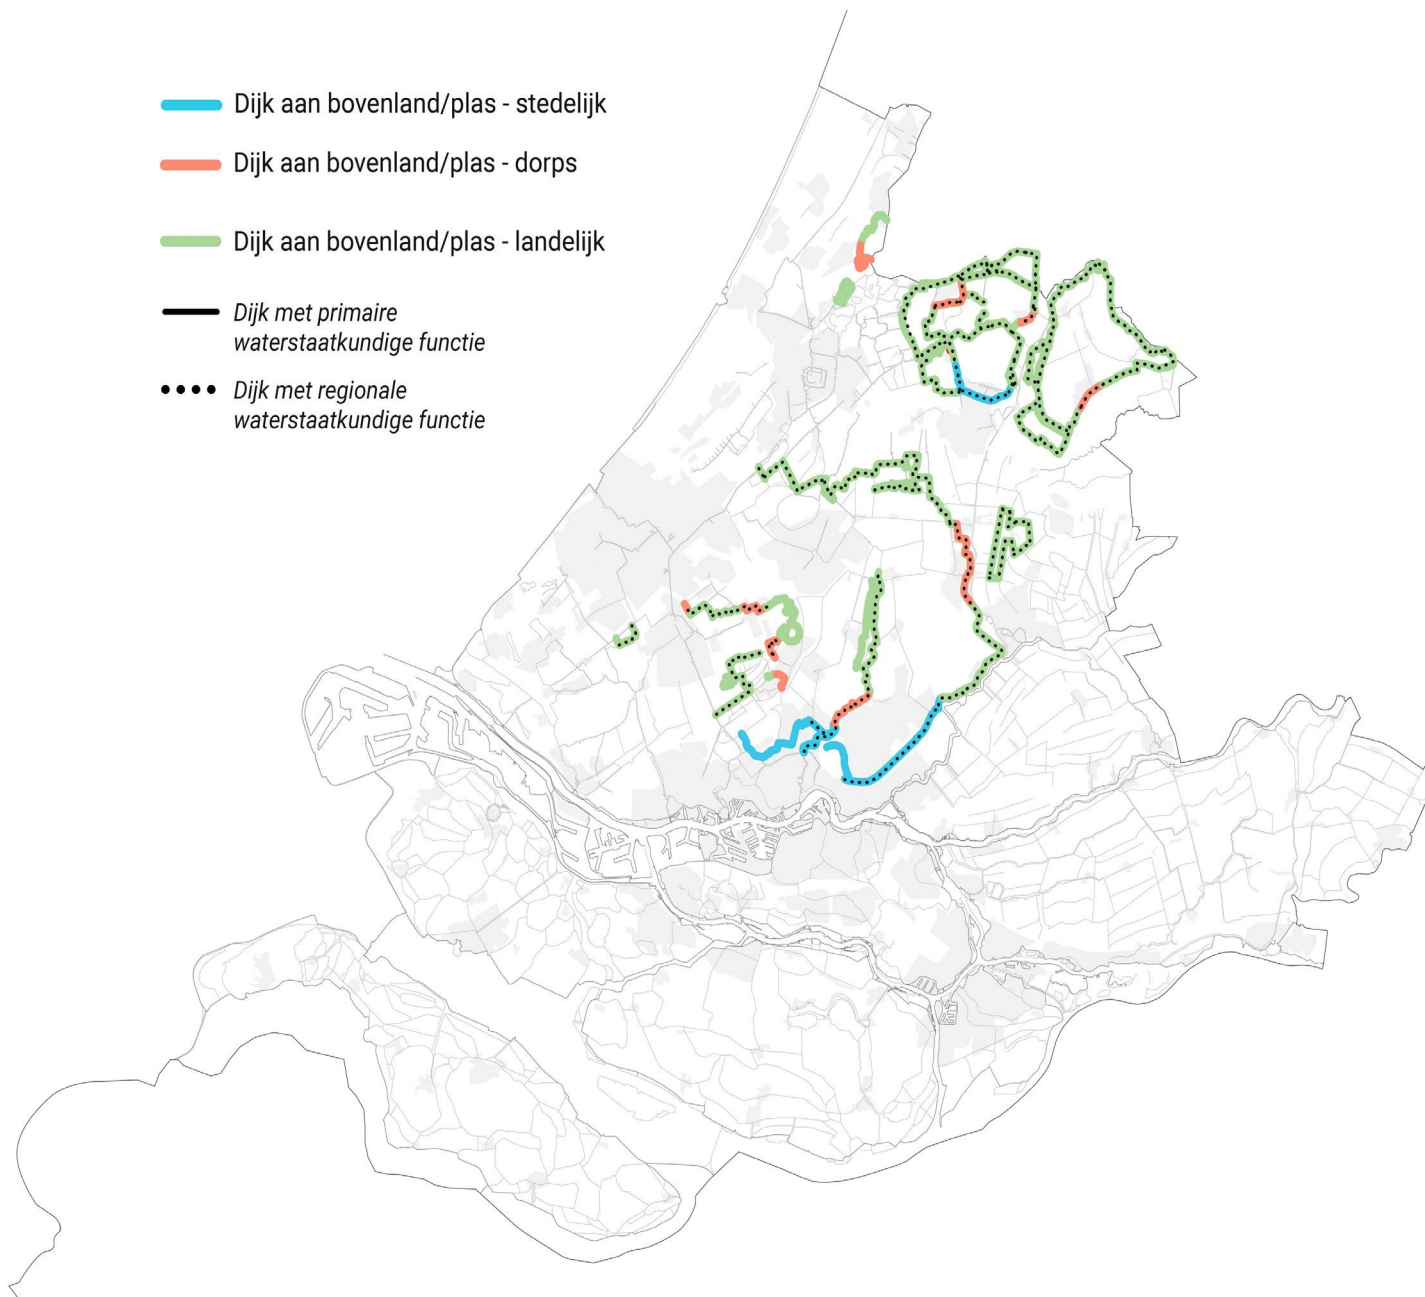 Dijk aan bovenland/plas - stedelijk
Dijk aan bovenland/plas - dorps
Dijk aan bovenland/plas - landelijk
Dijk met primaire
waterstaatkundige functie
Dijk met regionale
waterstaatkundige functie